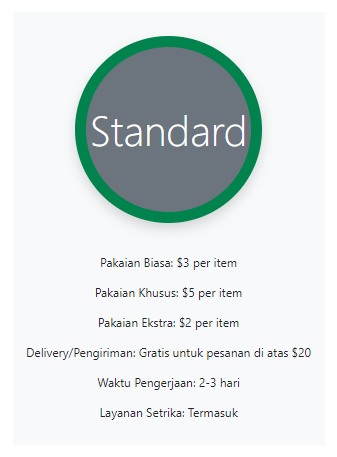 Standard
Pakaian Biasa: $3 per item
Pakaian Khusus: $5 per item
Pakaian Ekstra: $2 per item
Delivery/Pengiriman: Gratis untuk pesanan di atas $20
Waktu Pengerjaan: 2-3 hari
Layanan Setrika: Termasuk